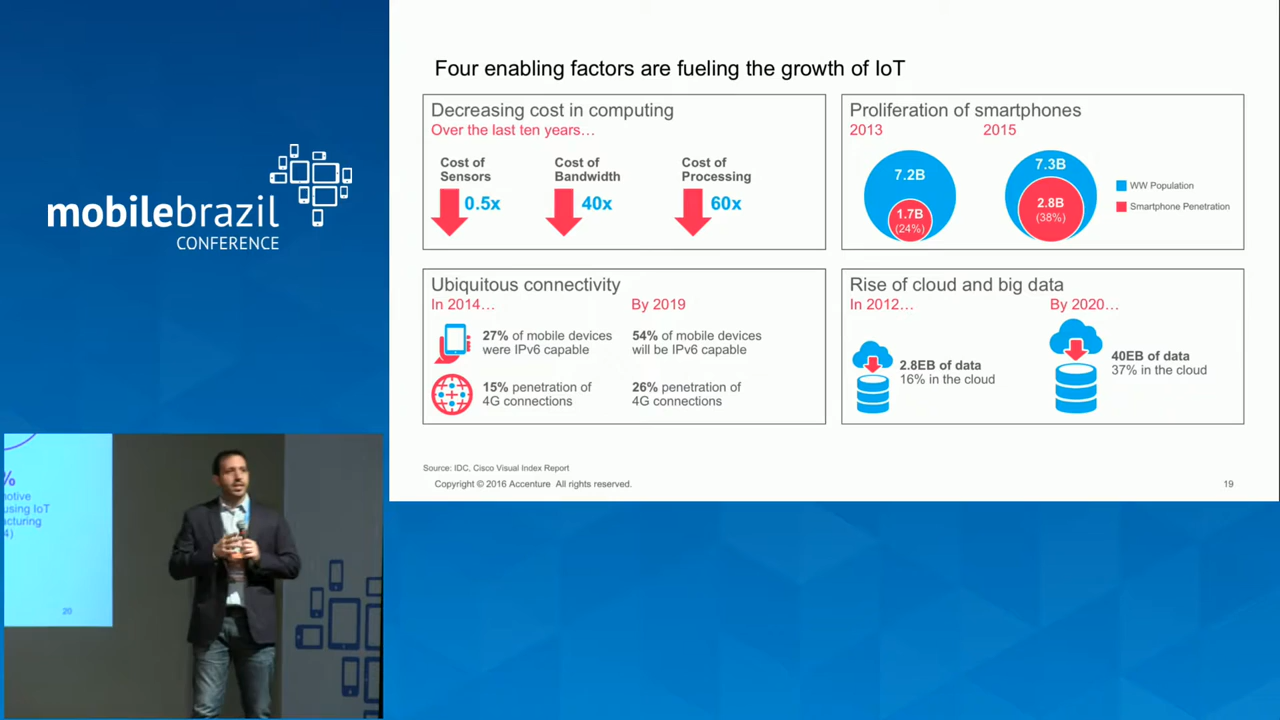 mobilebrazil
CONFERENCE
Four enabling factors are fueling the growth of IoT
Decreasing cost in computing
Over the last ten years…
Cost of Sensors
0.5x
Cost of Bandwidth
40x
Cost of Processing
60x
Proliferation of smartphones
2013
2015
7.2B
1.7B
(24%)
7.3B
2.8B
(38%)
WW Population
Smartphone Penetration
Ubiquitous connectivity
In 2014…
By 2019
27% of mobile devices
were IPv6 capable
54% of mobile devices
will be IPv6 capable
15% penetration of
4G connections
26% penetration of
4G connections
Rise of cloud and big data
In 2012…
By 2020…
2.8EB of data
16% in the cloud
40EB of data
37% in the cloud
Source: IDC, Cisco Visual Index Report
Copyright © 2016 Accenture All rights reserved.
19
%
using IoT
4)
20